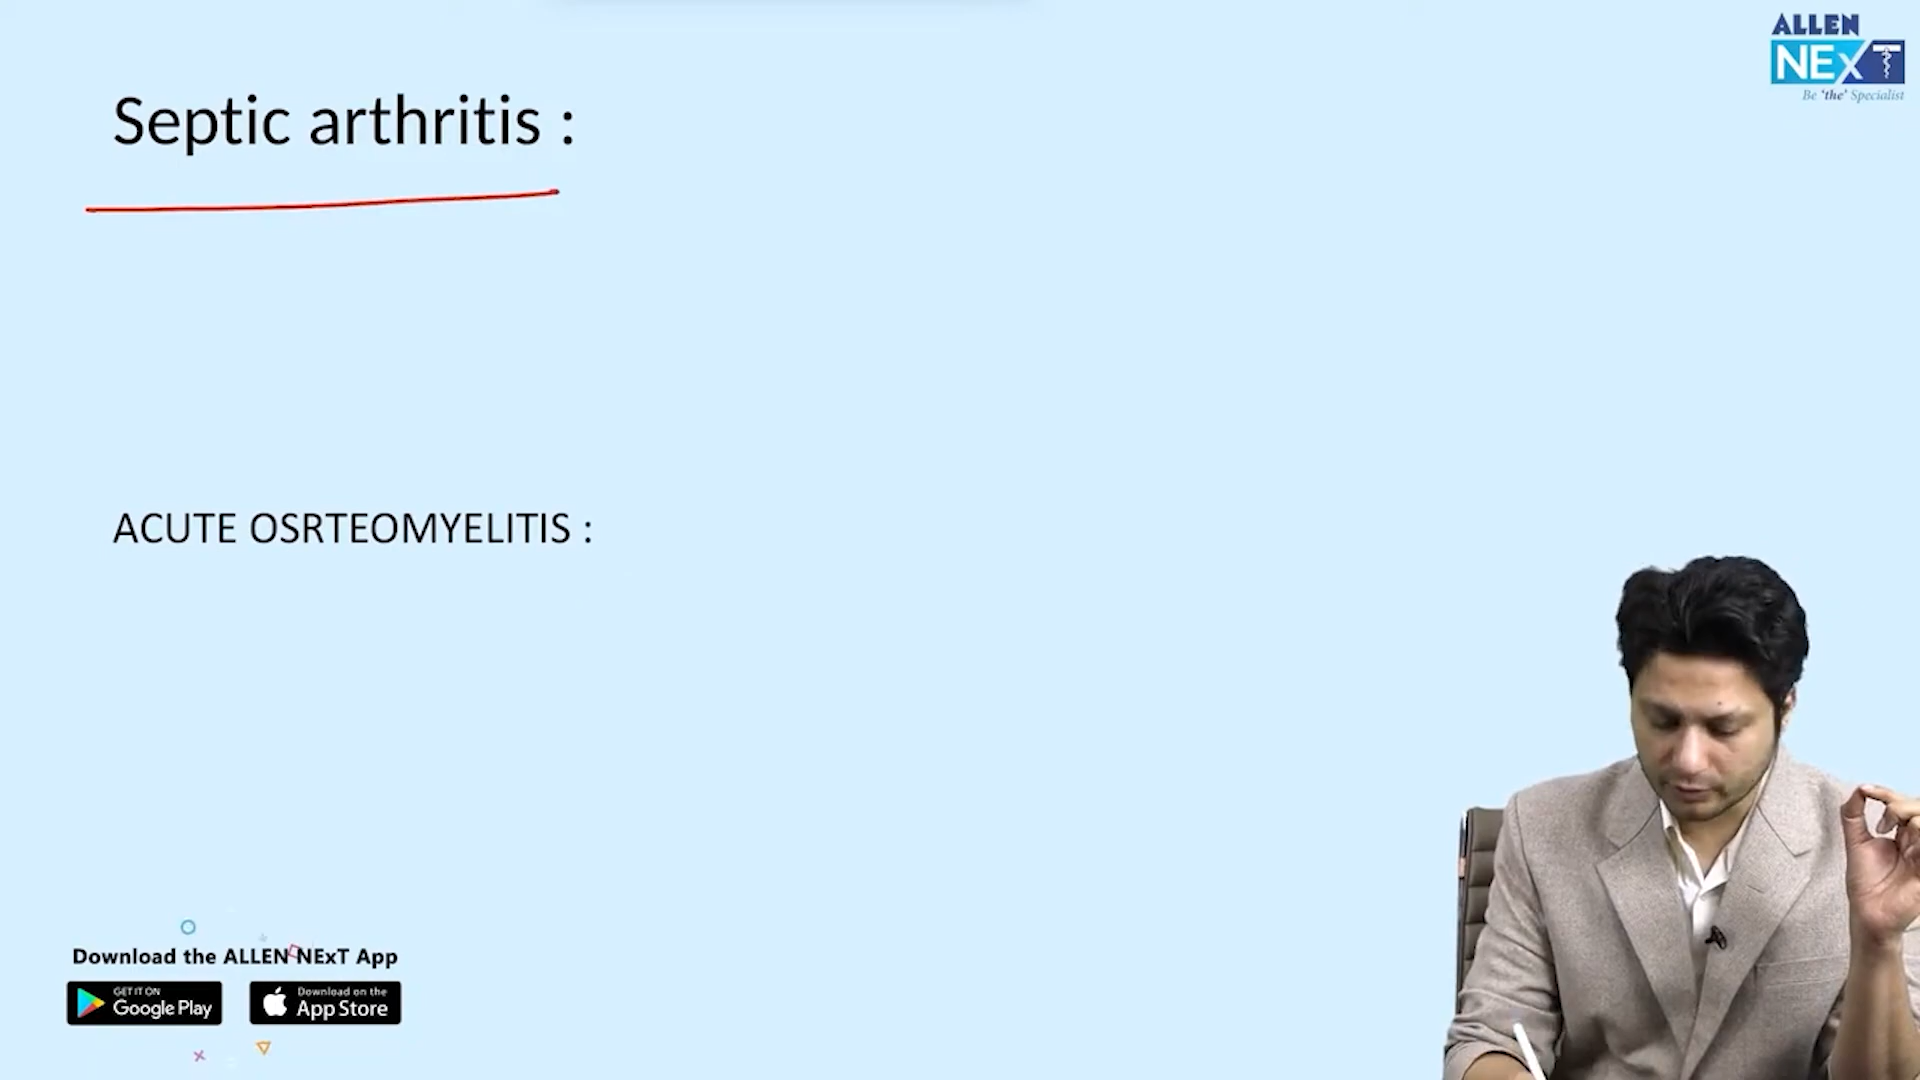 ALLEN
NExT
Be 'the' Specialist
Septic arthritis :
ACUTE OSRTEOMYELITIS :
Download the ALLEN NExT App
GET IT ON
Google Play
Download on the
App Store